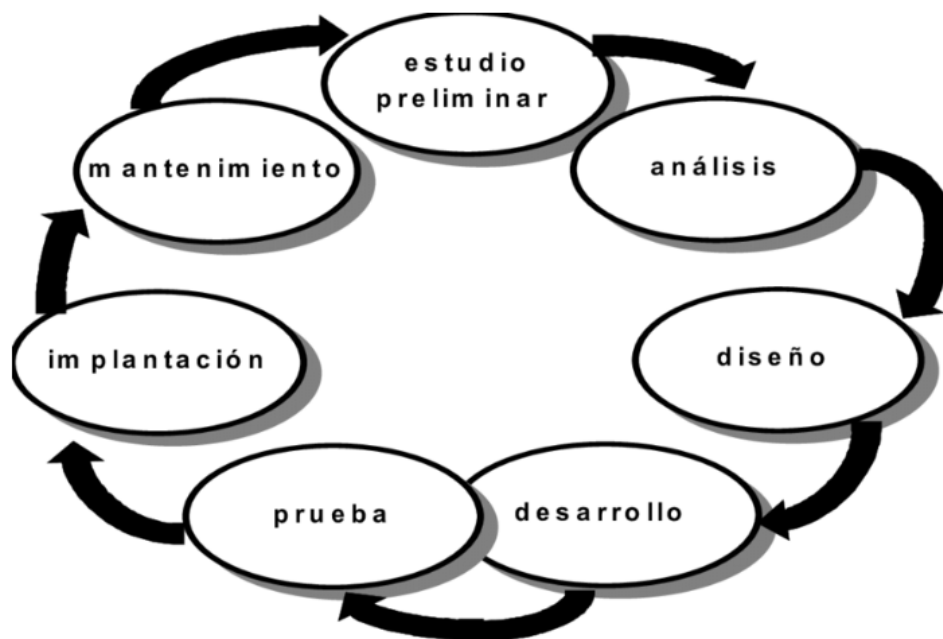 estudio
preliminar
análisis
diseño
desarrollo
prueba
implantación
mantenimiento